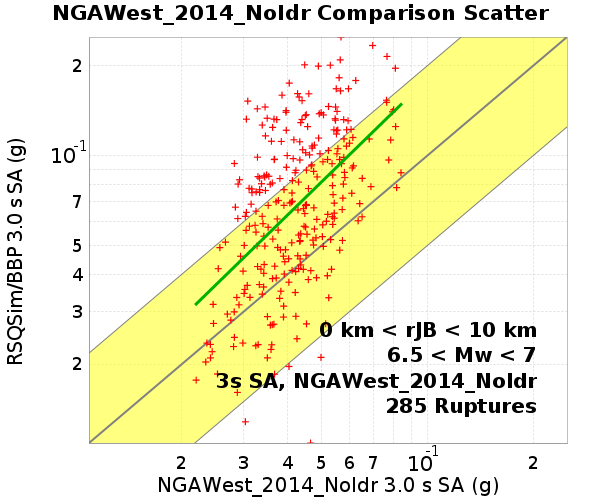 NGAWest_2014_NoIdr Comparison Scatter
RSQSim/BBP 3.0 s SA (g)
2
10-1
7
5
4
3
2
0 km < rJB < 10 km
6.5 < Mw < 7
3s SA, NGAWest_2014_NoIdr
285 Ruptures
2 3 4 5 6 7 10-1 2
NGAWest_2014_NoIdr 3.0 s SA (g)